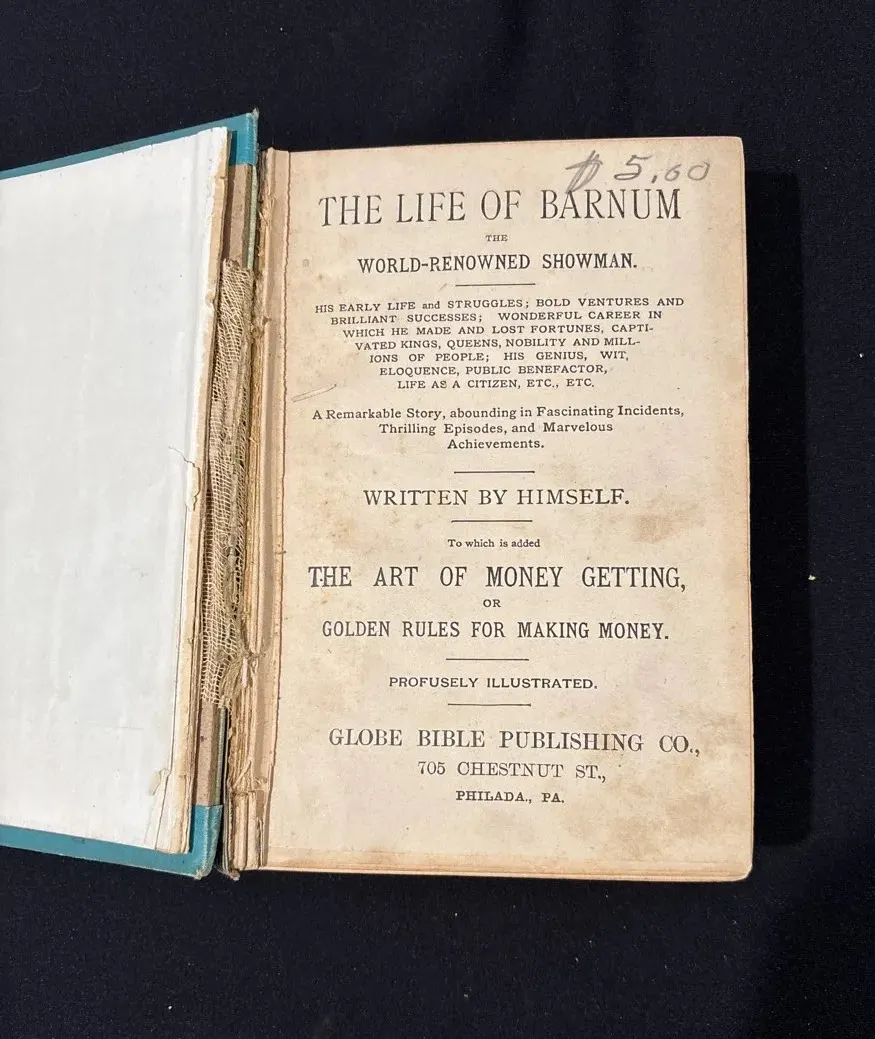 $ 5.60
THE LIFE OF BARNUM
THE
WORLD-RENOWNED SHOWMAN.
HIS EARLY LIFE and STRUGGLES; BOLD VENTURES AND
BRILLIANT SUCCESSES; WONDERFUL CAREER IN
WHICH HE MADE AND LOST FORTUNES, CAPTI-
VATED KINGS, QUEENS, NOBILITY AND MILL-
IONS OF PEOPLE; HIS GENIUS, WIT,
ELOQUENCE, PUBLIC BENEFACTOR,
LIFE AS A CITIZEN, ETC., ETC.
A Remarkable Story, abounding in Fascinating Incidents,
Thrilling Episodes, and Marvelous
Achievements.
WRITTEN BY HIMSELF.
To which is added
THE ART OF MONEY GETTING,
OR
GOLDEN RULES FOR MAKING MONEY.
PROFUSELY ILLUSTRATED.
GLOBE BIBLE PUBLISHING CO.,
705 CHESTNUT ST.,
PHILADA., PA.